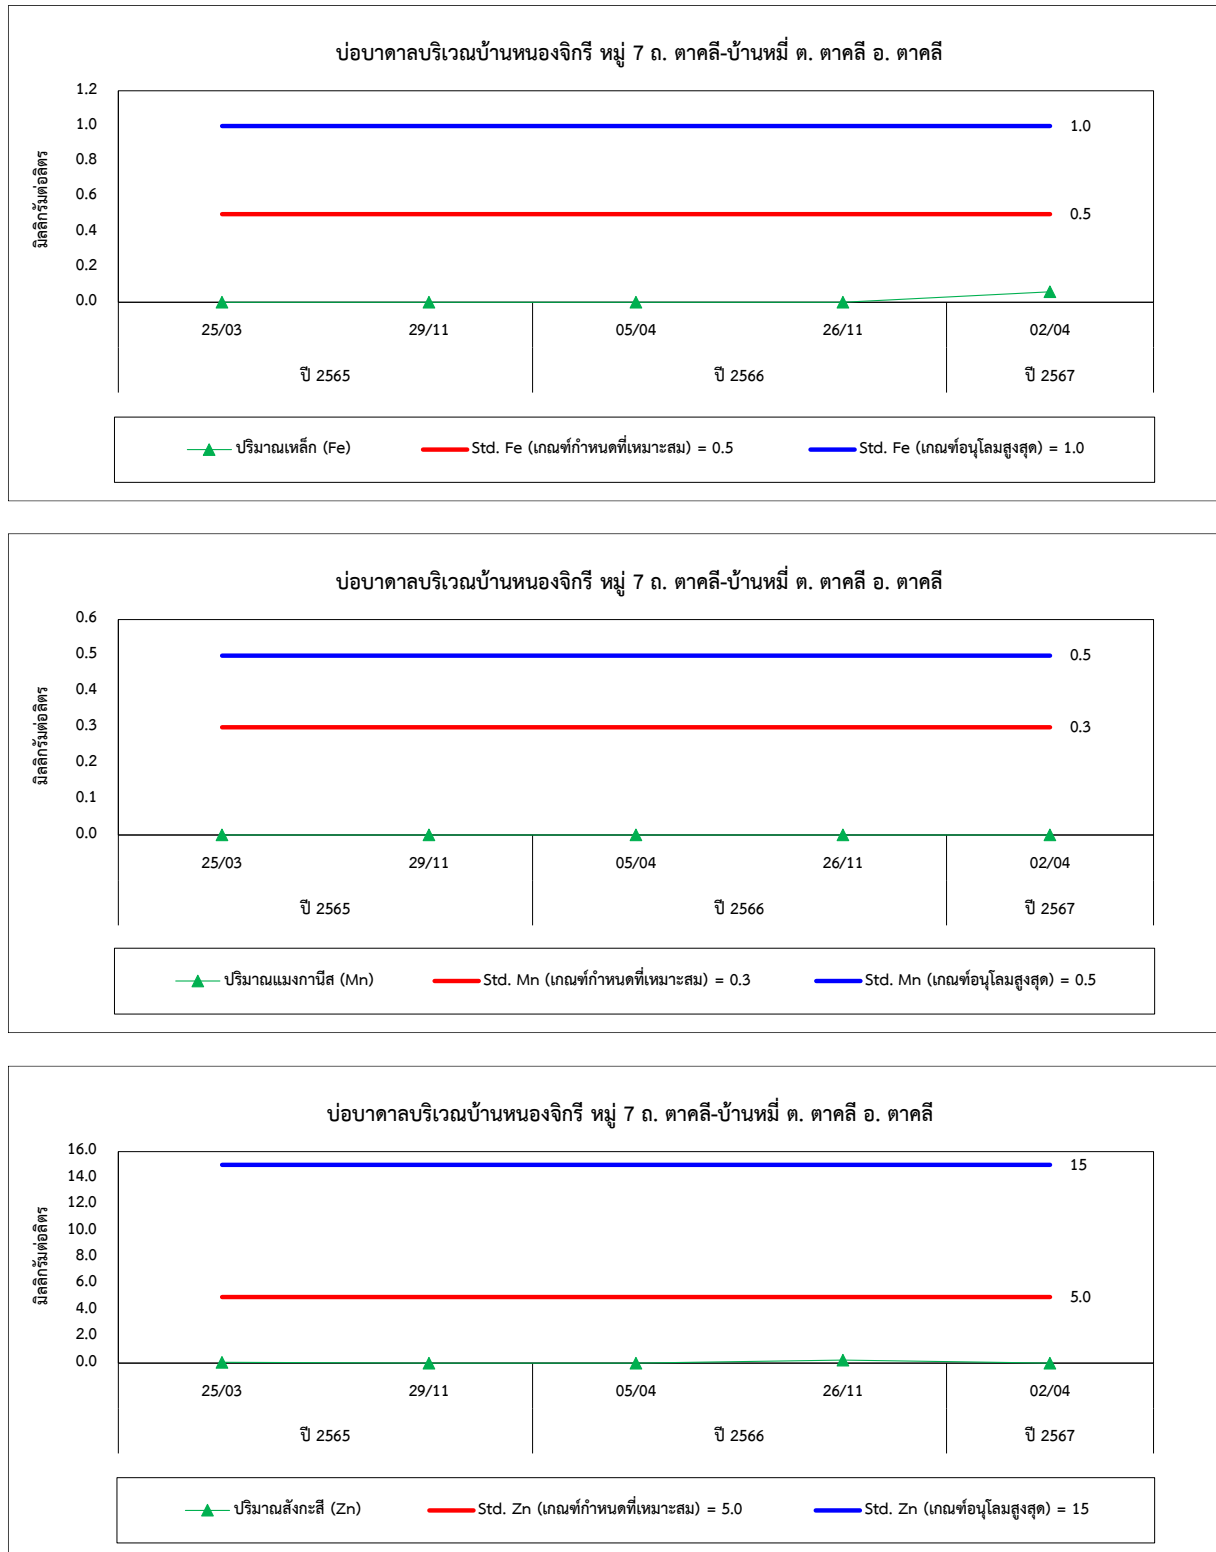 บ่อบาดาลบริเวณบ้านหนองจิกรี หมู่ 7 ถ. ตาคลี-บ้านหมี่ ต. ตาคลี อ. ตาคลี
มิลลิกรัมต่อลิตร
1.2
1.0
0.8
0.6
0.4
0.2
0.0
1.0
0.5
25/03 29/11 05/04 26/11 02/04
ปี 2565 ปี 2566 ปี 2567
ปริมาณเหล็ก (Fe) Std. Fe (เกณฑ์กำหนดที่เหมาะสม) = 0.5 Std. Fe (เกณฑ์อนุโลมสูงสุด) = 1.0
บ่อบาดาลบริเวณบ้านหนองจิกรี หมู่ 7 ถ. ตาคลี-บ้านหมี่ ต. ตาคลี อ. ตาคลี
มิลลิกรัมต่อลิตร
0.6
0.5
0.4
0.3
0.2
0.1
0.0
0.5
0.3
25/03 29/11 05/04 26/11 02/04
ปี 2565 ปี 2566 ปี 2567
ปริมาณแมงกานีส (Mn) Std. Mn (เกณฑ์กำหนดที่เหมาะสม) = 0.3 Std. Mn (เกณฑ์อนุโลมสูงสุด) = 0.5
บ่อบาดาลบริเวณบ้านหนองจิกรี หมู่ 7 ถ. ตาคลี-บ้านหมี่ ต. ตาคลี อ. ตาคลี
มิลลิกรัมต่อลิตร
16.0
14.0
12.0
10.0
8.0
6.0
4.0
2.0
0.0
15
5.0
25/03 29/11 05/04 26/11 02/04
ปี 2565 ปี 2566 ปี 2567
ปริมาณสังกะสี (Zn) Std. Zn (เกณฑ์กำหนดที่เหมาะสม) = 5.0 Std. Zn (เกณฑ์อนุโลมสูงสุด) = 15